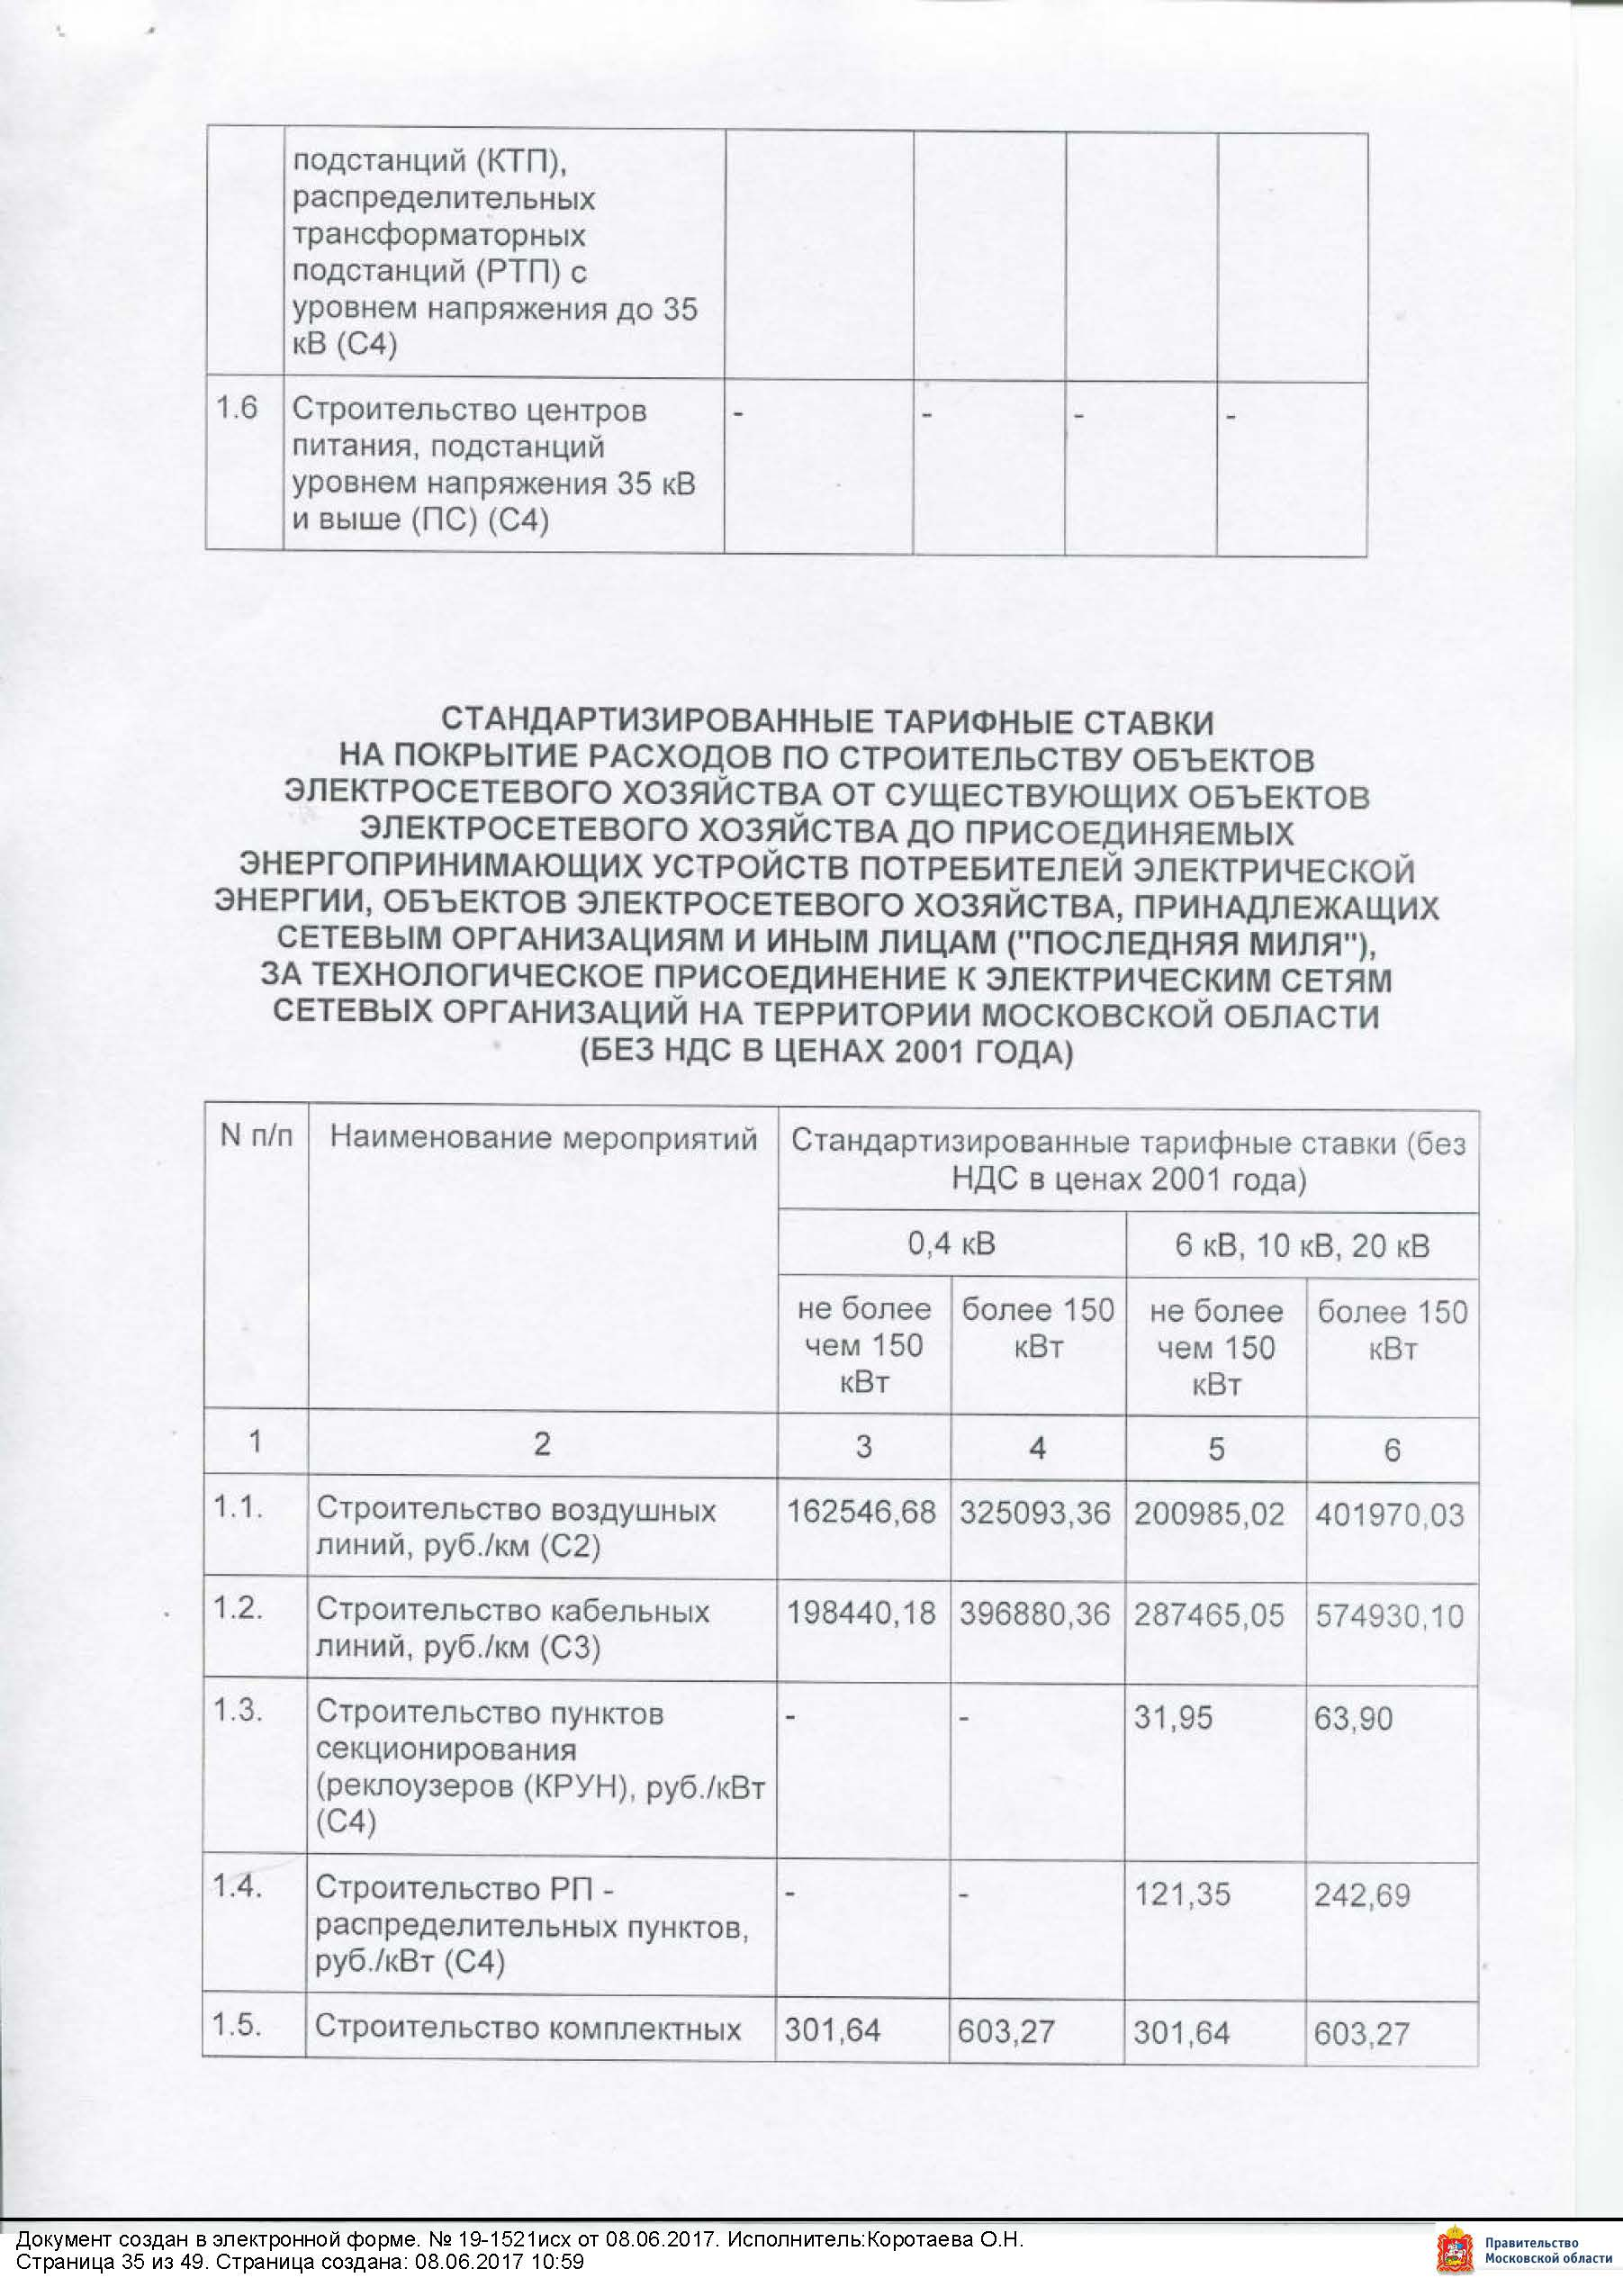 подстанций (КТП),
распределительных
трансформаторных
подстанций (РТП) с
уровнем напряжения до 35
кВ (С4)
1.6 Строительство центров - - - -
питания, подстанций
уровнем напряжения 35 кВ
и выше (ПС) (С4)
СТАНДАРТИЗИРОВАННЫЕ ТАРИФНЫЕ СТАВКИ
НА ПОКРЫТИЕ РАСХОДОВ ПО СТРОИТЕЛЬСТВУ ОБЪЕКТОВ
ЭЛЕКТРОСЕТЕВОГО ХОЗЯЙСТВА ОТ СУЩЕСТВУЮЩИХ ОБЪЕКТОВ
ЭЛЕКТРОСЕТЕВОГО ХОЗЯЙСТВА ДО ПРИСОЕДИНЯЕМЫХ
ЭНЕРГОПРИНИМАЮЩИХ УСТРОЙСТВ ПОТРЕБИТЕЛЕЙ ЭЛЕКТРИЧЕСКОЙ
ЭНЕРГИИ, ОБЪЕКТОВ ЭЛЕКТРОСЕТЕВОГО ХОЗЯЙСТВА, ПРИНАДЛЕЖАЩИХ
СЕТЕВЫМ ОРГАНИЗАЦИЯМ И ИНЫМ ЛИЦАМ ("ПОСЛЕДНЯЯ МИЛЯ"),
ЗА ТЕХНОЛОГИЧЕСКОЕ ПРИСОЕДИНЕНИЕ К ЭЛЕКТРИЧЕСКИМ СЕТЯМ
СЕТЕВЫХ ОРГАНИЗАЦИЙ НА ТЕРРИТОРИИ МОСКОВСКОЙ ОБЛАСТИ
(БЕЗ НДС В ЦЕНАХ 2001 ГОДА)
N п/п Наименование мероприятий Стандартизированные тарифные ставки (без
НДС в ценах 2001 года)
0,4 кВ 6 кВ, 10 кВ, 20 кВ
не более более 150 не более более 150
чем 150 кВт чем 150 кВт
кВт кВт
1 2 3 4 5 6
1.1. Строительство воздушных 162546,68 325093,36 200985,02 401970,03
линий, руб./км (С2)
1.2. Строительство кабельных 198440,18 396880,36 287465,05 574930,10
линий, руб./км (С3)
1.3. Строительство пунктов - - 31,95 63,90
секционирования
(реклоузеров (КРУН), руб./кВт
(С4)
1.4. Строительство РП - - - 121,35 242,69
распределительных пунктов,
руб./кВт (С4)
1.5. Строительство комплектных 301,64 603,27 301,64 603,27
Документ создан в электронной форме. № 19-1521исх от 08.06.2017. Исполнитель:Коротаева О.Н.
Страница 35 из 49. Страница создана: 08.06.2017 10:59
Правительство
Московской области